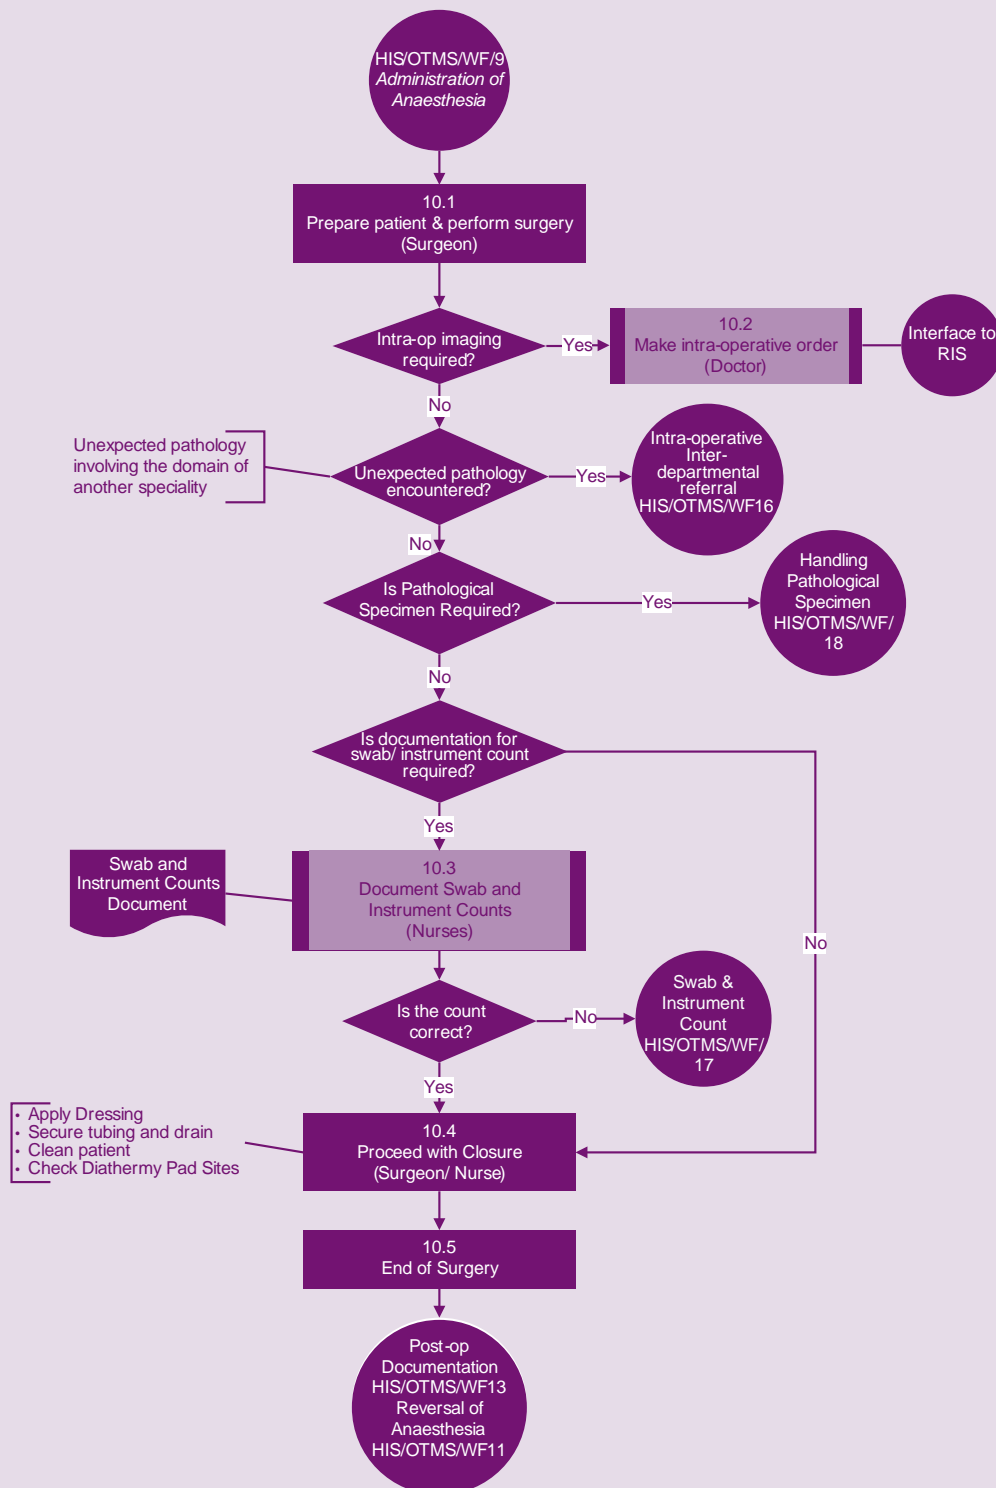 HIS/OTMS/WF/9
Administration of
Anaesthesia
10.1
Prepare patient & perform surgery
(Surgeon)
Intra-op imaging
required?
Yes
10.2
Make intra-operative order
(Doctor)
Interface to
RIS
No
Unexpected pathology
involving the domain of
another speciality
Unexpected pathology
encountered?
Yes
Intra-operative
Inter-
departmental
referral
HIS/OTMS/WF16
No
Is Pathological
Specimen Required?
Yes
Handling
Pathological
Specimen
HIS/OTMS/WF/
18
No
Is documentation for
swab/ instrument count
required?
Yes
No
Swab and
Instrument Counts
Document
10.3
Document Swab and
Instrument Counts
(Nurses)
Is the count
correct?
No
Swab &
Instrument
Count
HIS/OTMS/WF/
17
Yes
• Apply Dressing
• Secure tubing and drain
• Clean patient
• Check Diathermy Pad Sites
10.4
Proceed with Closure
(Surgeon/ Nurse)
10.5
End of Surgery
Post-op
Documentation
HIS/OTMS/WF13
Reversal of
Anaesthesia
HIS/OTMS/WF11